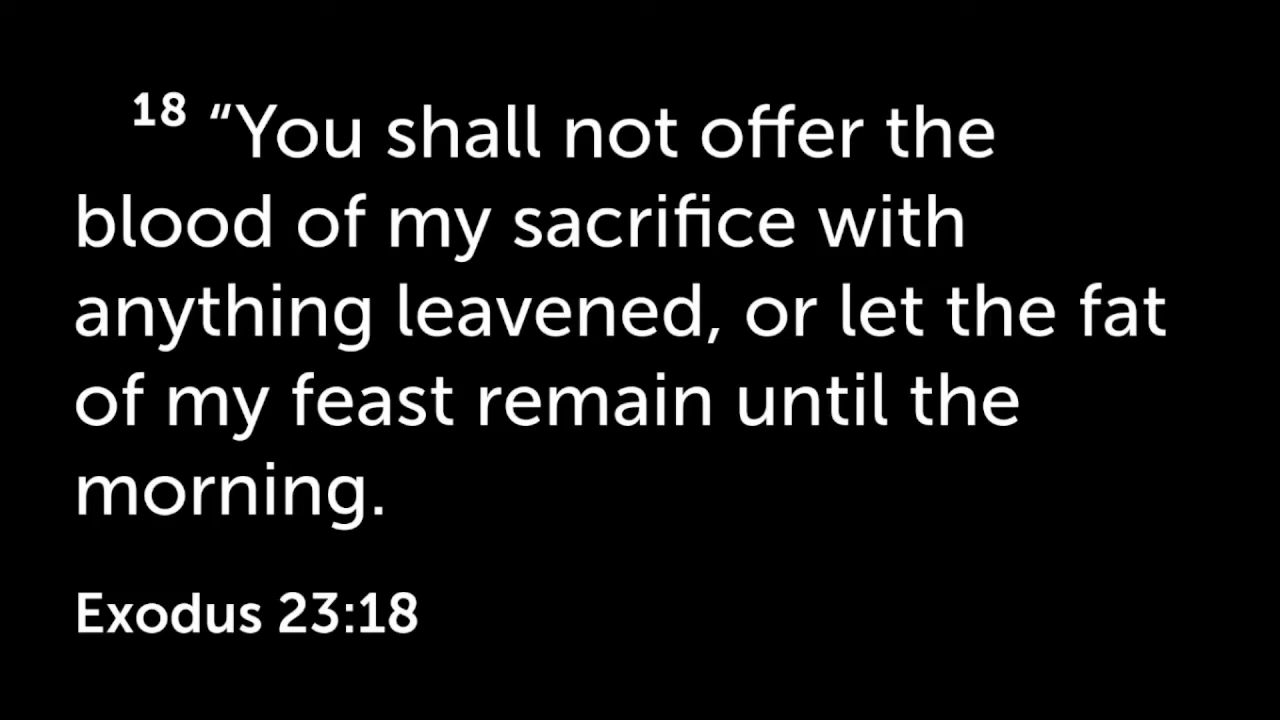 18 “You shall not offer the
blood of my sacrifice with
anything leavened, or let the fat
of my feast remain until the
morning.
Exodus 23:18